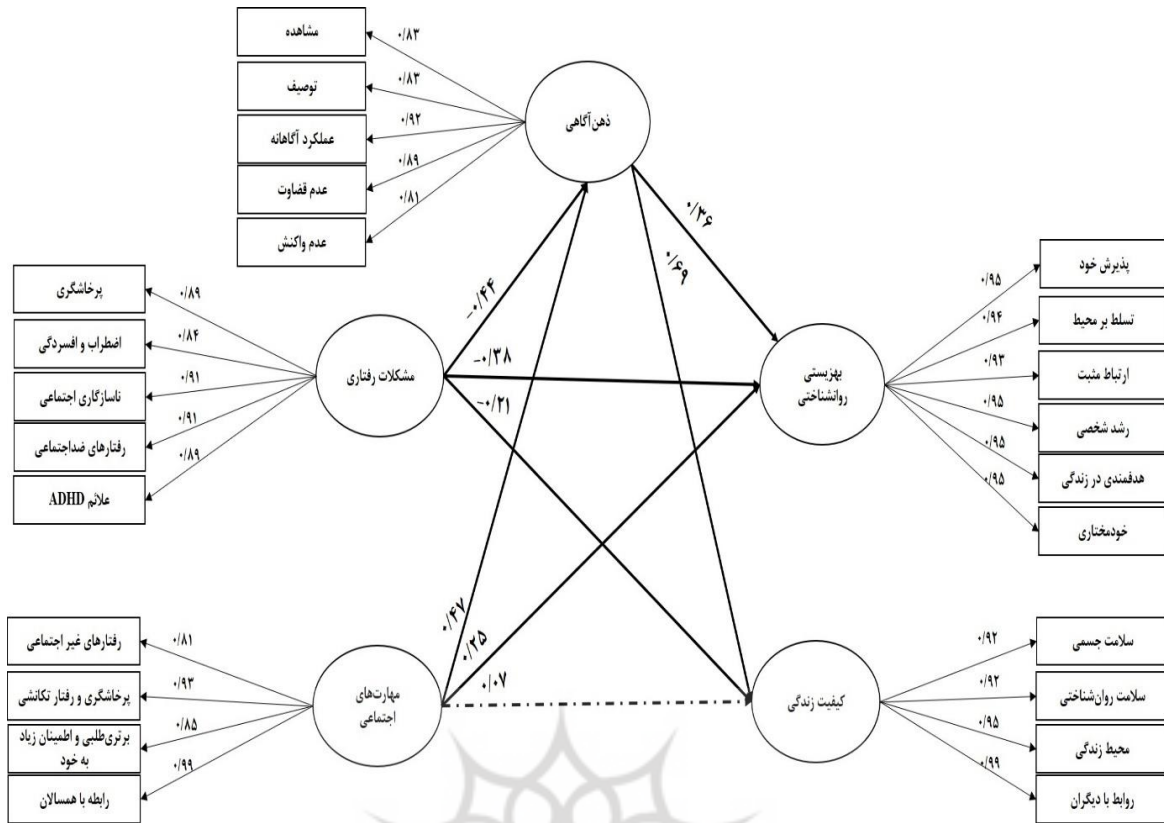 مشاهده
۰/۸۳
توصیف
۰/۸۳
عملکرد آگاهانه
۰/۹۲
عدم قضاوت
۰/۸۹
عدم واکنش
۰/۸۱
ذهن‌آگاهی
۰/۳۶
۰/۶۹
پرخاشگری
۰/۸۹
اضطراب و افسردگی
۰/۸۴
ناسازگاری اجتماعی
۰/۹۱
رفتارهای ضداجتماعی
۰/۹۱
علائم ADHD
۰/۸۹
مشکلات رفتاری
−۰/۴۴
−۰/۳۸
−۰/۲۱
بهزیستی
روانشناختی
پذیرش خود
۰/۹۵
تسلط بر محیط
۰/۹۴
ارتباط مثبت
۰/۹۳
رشد شخصی
۰/۹۵
هدفمندی در زندگی
۰/۹۵
خودمختاری
۰/۹۵
رفتارهای غیر اجتماعی
۰/۸۱
پرخاشگری و رفتار تکانشی
۰/۹۳
برتری‌طلبی و اطمینان زیاد
به خود
۰/۸۵
رابطه با همسالان
۰/۹۹
مهارت‌های
اجتماعی
۰/۴۷
۰/۲۵
۰/۰۷
کیفیت زندگی
سلامت جسمی
۰/۹۲
سلامت روان‌شناختی
۰/۹۲
محیط زندگی
۰/۹۵
روابط با دیگران
۰/۹۹